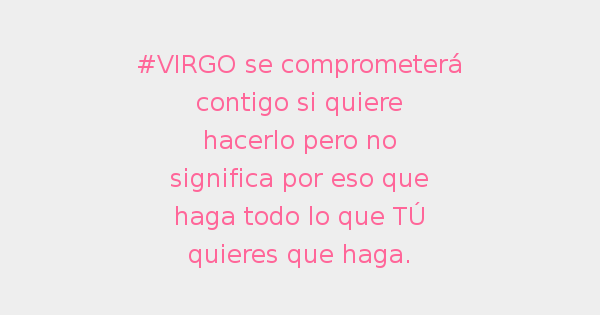 #VIRGO se comprometerá
contigo si quiere
hacerlo pero no
significa por eso que
haga todo lo que TÚ
quieres que haga.